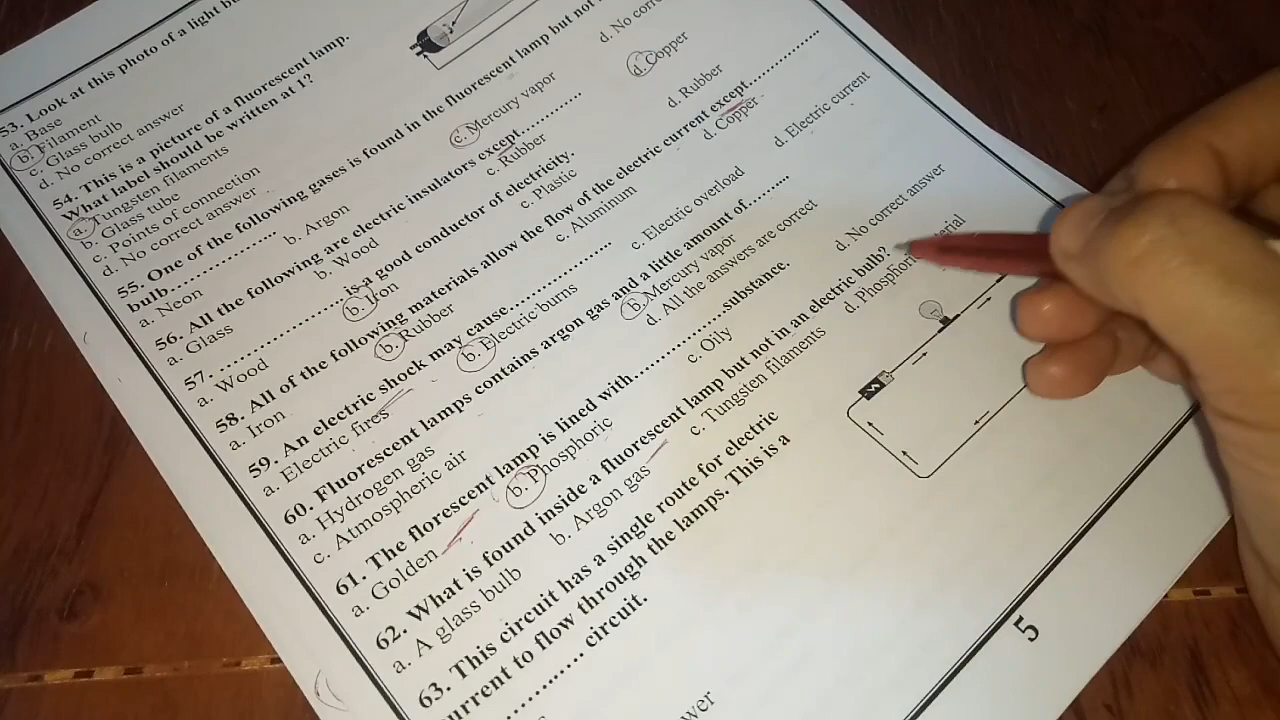 53. Look at this photo of a light
a. Base
b. Filament
c. Glass bulb
d. No correct answer
54. This is a picture of a fluorescent lamp.
What label should be written at 1?
a. Tungsten filaments
b. Glass tube
c. Points of connection
d. No correct answer
55. One of the following gases is found in the fluorescent lamp but not
bulb....................
a. Neon b. Argon c. Mercury vapor d. No
56. All the following are electric insulators except............
a. Glass b. Wood c. Rubber d. Copper
57. .........................is a good conductor of electricity.
a. Wood b. Iron c. Plastic d. Rubber
58. All of the following materials allow the flow of the electric current except..............
a. Iron b. Rubber c. Aluminum d. Copper
59. An electric shock may cause....................
a. Electric fires b. Electric burns c. Electric overload d. Electric current
60. Fluorescent lamps contains argon gas and a little amount of........
a. Hydrogen gas B. Mercury vapor
c. Atmospheric air d. All the answers are correct
61. The florescent lamp is lined with..................substance.
a. Golden b. Phosphoric c. Oily d. No correct answer
62. What is found inside a fluorescent lamp but not in an electric bulb?
a. A glass bulb b. Argon gas c. Tungsten filaments d.
63. This circuit has a single route for electric
current to flow through the lamps. This is a
.............. circuit.
5